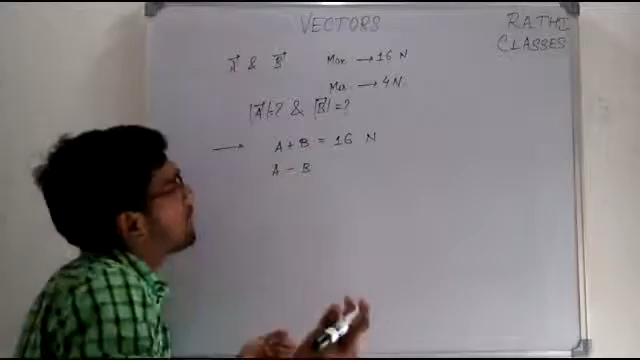 VECTORS
RATHI
CLASSES
A⃗ & B⃗ Max → 16 N
Min → 4 N
|A⃗|=? & |B⃗|=?
→ A + B = 16 N
A - B